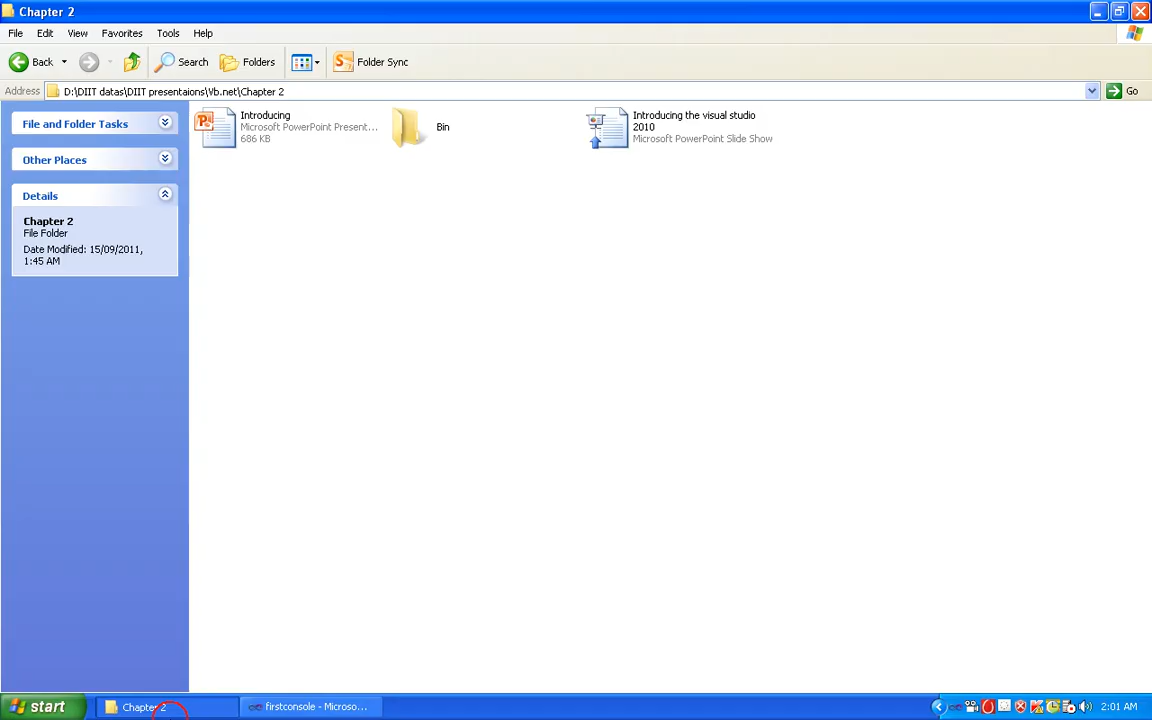 Chapter 2
File Edit View Favorites Tools Help
Back Search Folders Folder Sync
Address D:\DIIT datas\DIIT presentaions\Vb.net\Chapter 2 Go
File and Folder Tasks
Other Places
Details
Chapter 2
File Folder
Date Modified: 15/09/2011,
1:45 AM
Introducing
Microsoft PowerPoint Present...
686 KB
Bin
Introducing the visual studio
2010
Microsoft PowerPoint Slide Show
start Chapter 2 firstconsole - Microso... 2:01 AM